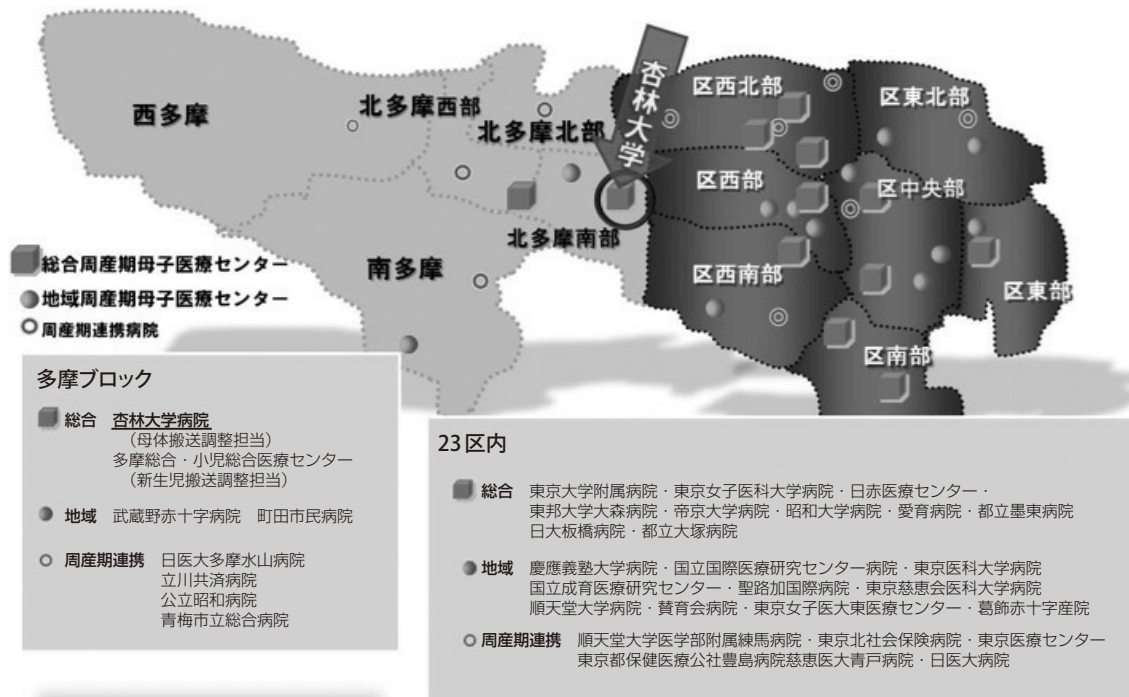 杏林大学
西多摩
北多摩西部
北多摩北部
区西北部
区東北部
区西部
区中央部
北多摩南部
南多摩
区西南部
区東部
区南部
総合周産期母子医療センター
地域周産期母子医療センター
周産期連携病院
多摩ブロック
総合 杏林大学病院
（母体搬送調整担当）
多摩総合・小児総合医療センター
（新生児搬送調整担当）
地域 武蔵野赤十字病院 町田市民病院
周産期連携 日医大多摩水山病院
立川共済病院
公立昭和病院
青梅市立総合病院
23区内
総合 東京大学附属病院・東京女子医科大学病院・日赤医療センター・
東邦大学大森病院・帝京大学病院・昭和大学病院・愛育病院・都立墨東病院
日大板橋病院・都立大塚病院
地域 慶應義塾大学病院・国立国際医療研究センター病院・東京医科大学病院
国立成育医療研究センター・聖路加国際病院・東京慈恵会医科大学病院
順天堂大学病院・賛育会病院・東京女子医大東医療センター・葛飾赤十字産院
周産期連携 順天堂大学医学部附属練馬病院・東京北社会保険病院・東京医療センター
東京都保健医療公社豊島病院慈恵医大青戸病院・日医大病院